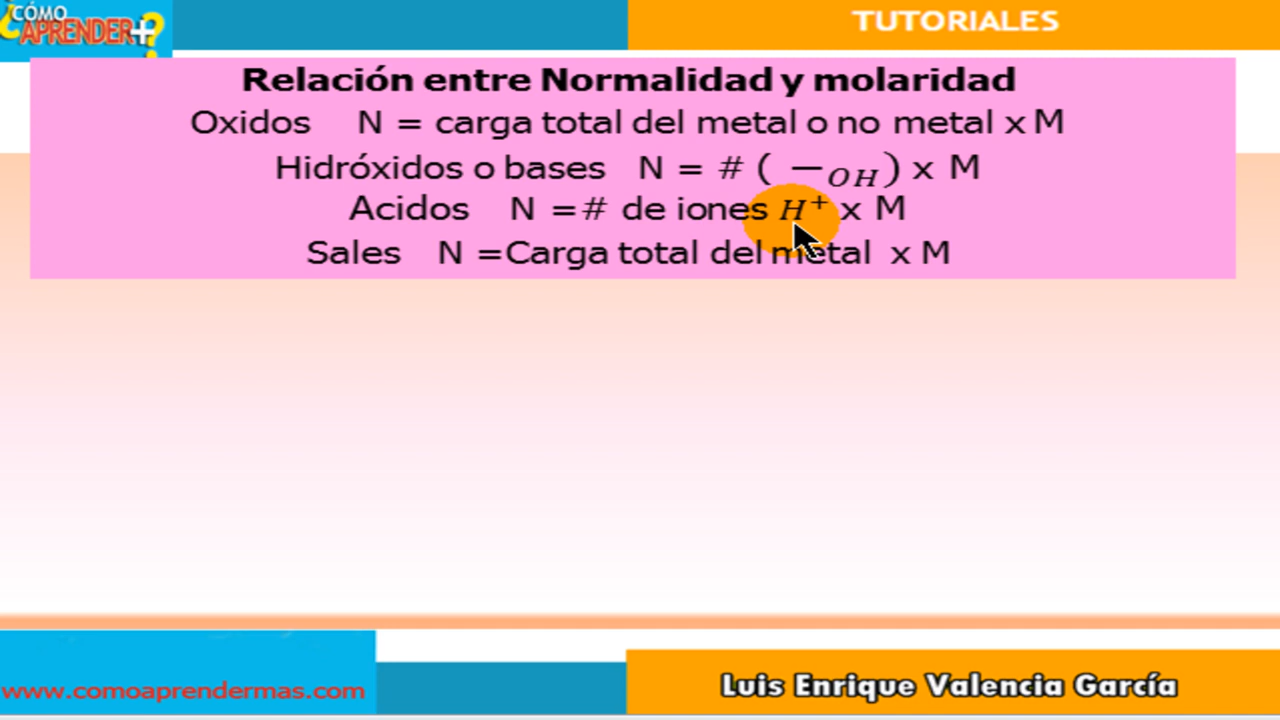 ¿CÓMO
APRENDER+?
TUTORIALES
Relación entre Normalidad y molaridad
Oxidos N = carga total del metal o no metal x M
Hidróxidos o bases N = # ( −OH) x M
Acidos N =# de iones H⁺ x M
Sales N =Carga total del metal x M
www.comoaprendermas.com
Luis Enrique Valencia García